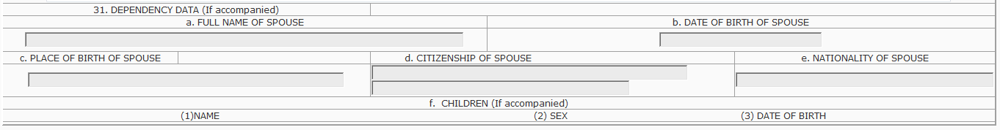 31. DEPENDENCY DATA (If accompanied)
a. FULL NAME OF SPOUSE
b. DATE OF BIRTH OF SPOUSE
c. PLACE OF BIRTH OF SPOUSE
d. CITIZENSHIP OF SPOUSE
e. NATIONALITY OF SPOUSE
f. CHILDREN (If accompanied)
(1)NAME
(2) SEX
(3) DATE OF BIRTH